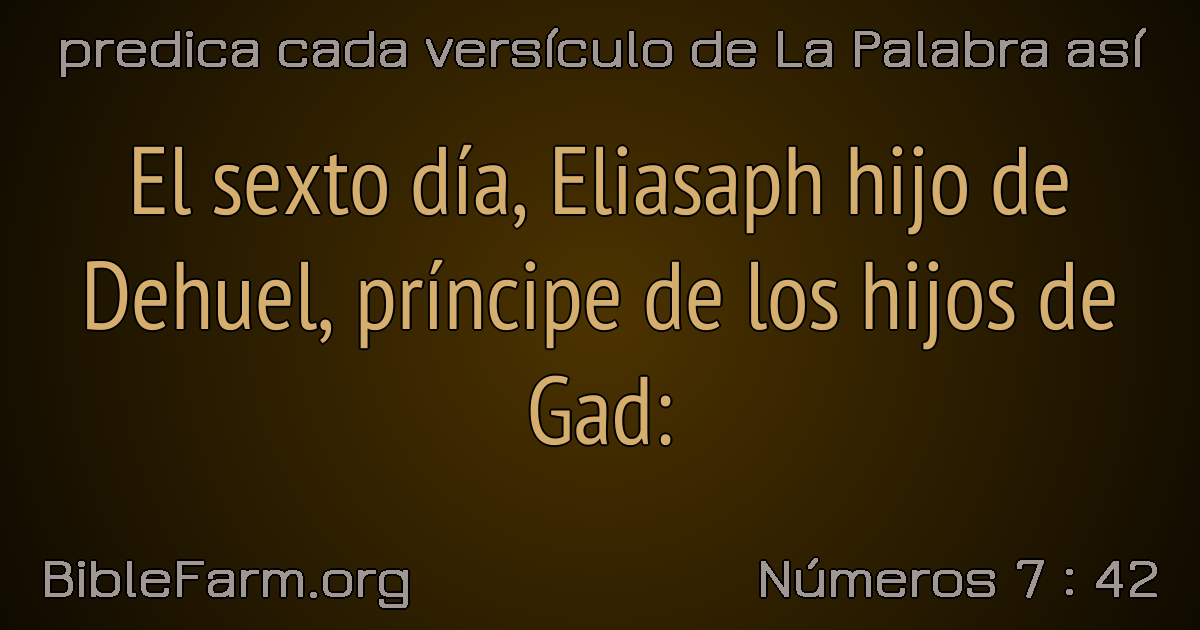 predica cada versículo de La Palabra así
El sexto día, Eliasaph hijo de
Dehuel, príncipe de los hijos de
Gad:
BibleFarm.org
Números 7 : 42